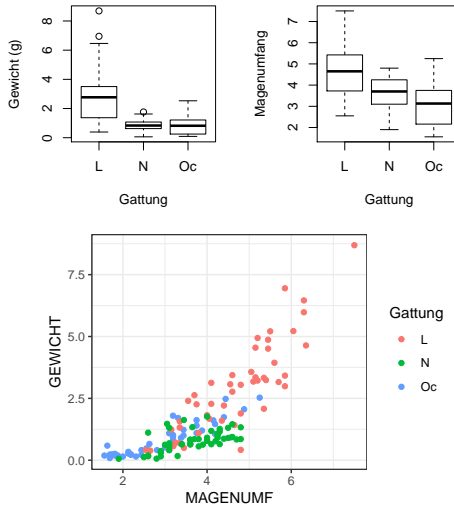 Gewicht (g)
8
6
4
2
0
L N Oc
Gattung
Magenumfang
7
6
5
4
3
2
L N Oc
Gattung
GEWICHT
7.5
5.0
2.5
0.0
2 4 6
MAGENUMF
Gattung
L
N
Oc